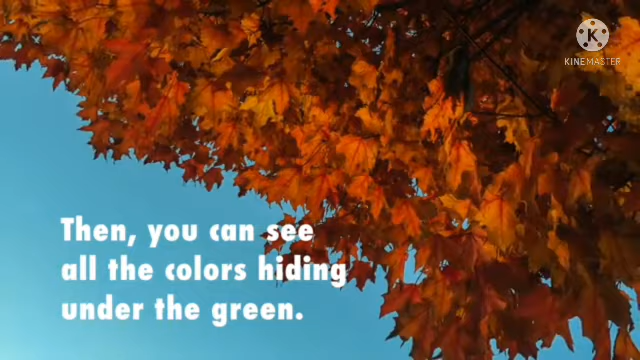 K
KINEMASTER
Then, you can see
all the colors hiding
under the green.